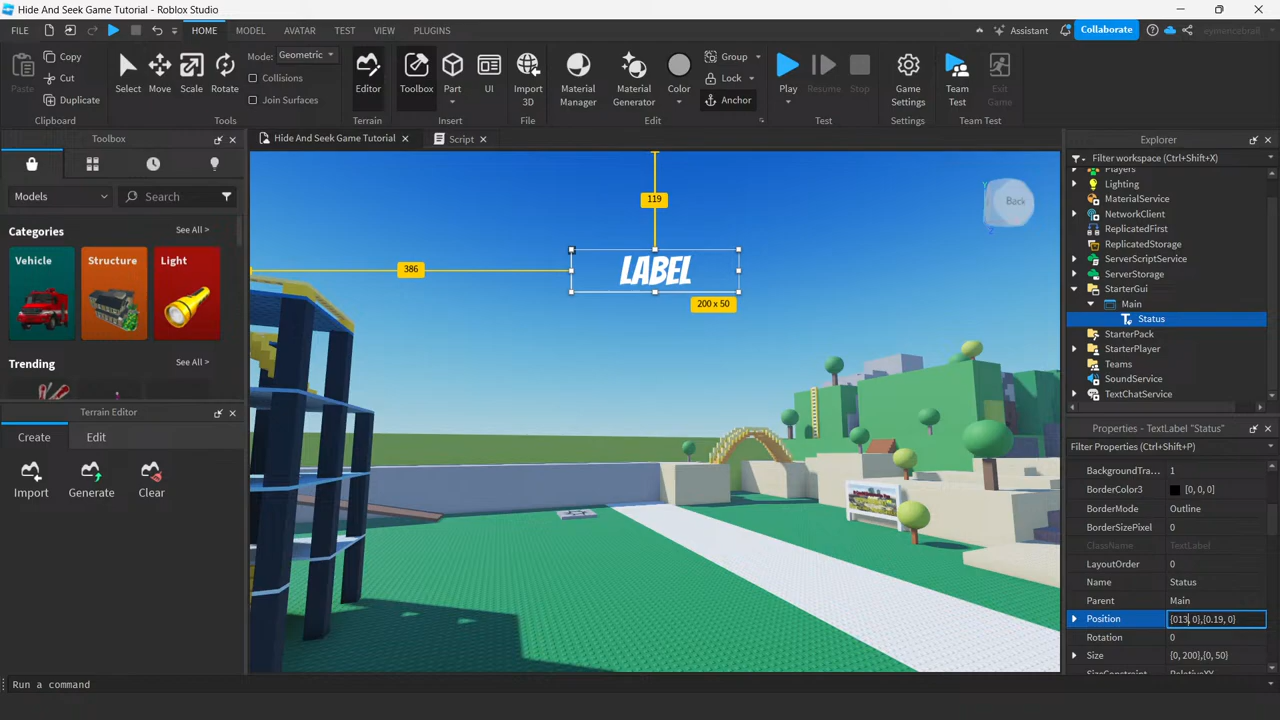 Hide And Seek Game Tutorial - Roblox Studio
FILE HOME MODEL AVATAR TEST VIEW PLUGINS Assistant Collaborate
Copy
Cut
Duplicate
Paste
Clipboard
Select Move Scale Rotate
Mode: Geometric
Collisions
Join Surfaces
Tools
Editor
Terrain
Toolbox Part UI
Insert
Import 3D
File
Material Manager
Material Generator
Color
Group
Lock
Anchor
Edit
Play Resume Stop
Test
Game Settings
Settings
Team Test
Exit Game
Team Test
Toolbox
Models
Search
Categories See All >
Vehicle Structure Light
Trending See All >
Terrain Editor
Create Edit
Import Generate Clear
Hide And Seek Game Tutorial
Script
119
386
LABEL
200 x 50
Back
Explorer
Filter workspace (Ctrl+Shift+X)
Players
Lighting
MaterialService
NetworkClient
ReplicatedFirst
ReplicatedStorage
ServerScriptService
ServerStorage
StarterGui
Main
Status
StarterPack
StarterPlayer
Teams
SoundService
TextChatService
Properties - TextLabel "Status"
Filter Properties (Ctrl+Shift+P)
BackgroundTra... 1
BorderColor3 [0, 0, 0]
BorderMode Outline
BorderSizePixel 0
ClassName TextLabel
LayoutOrder 0
Name Status
Parent Main
Position {013, 0},{0.19, 0}
Rotation 0
Size {0, 200},{0, 50}
SizeConstraint RelativeXY
Run a command